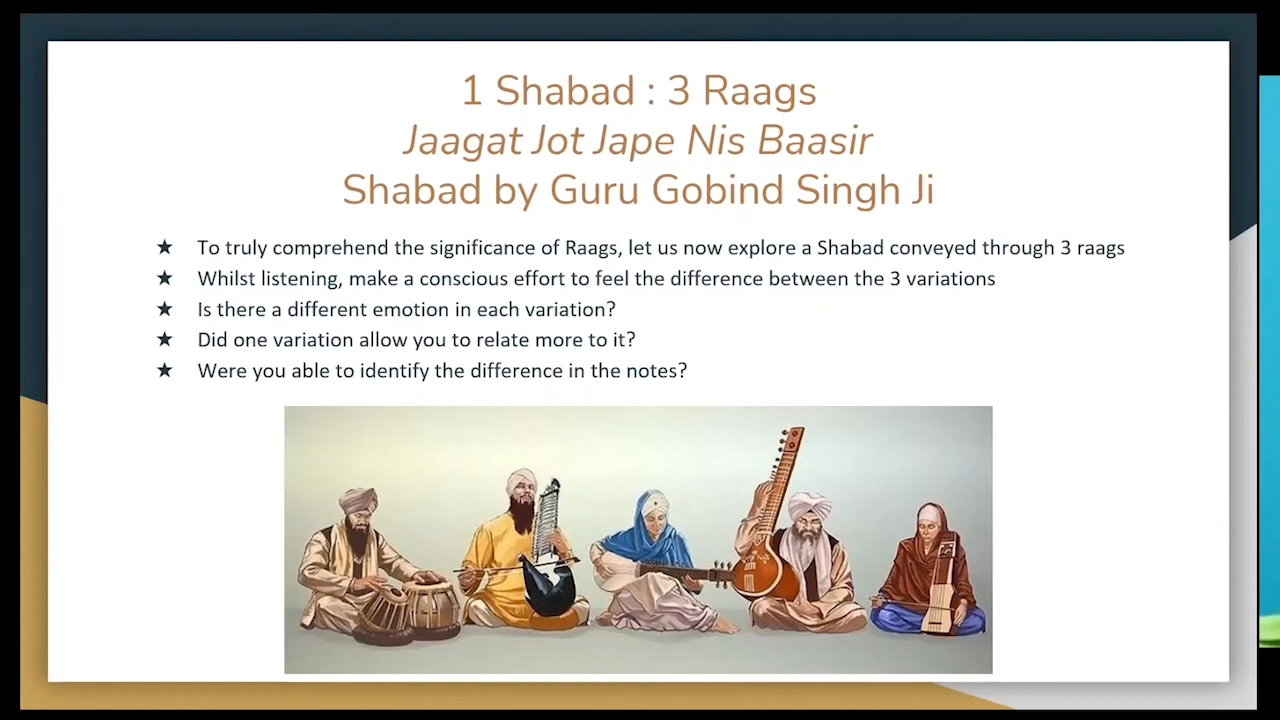 1 Shabad : 3 Raags
Jaagat Jot Jape Nis Baasir
Shabad by Guru Gobind Singh Ji
★ To truly comprehend the significance of Raags, let us now explore a Shabad conveyed through 3 raags
★ Whilst listening, make a conscious effort to feel the difference between the 3 variations
★ Is there a different emotion in each variation?
★ Did one variation allow you to relate more to it?
★ Were you able to identify the difference in the notes?